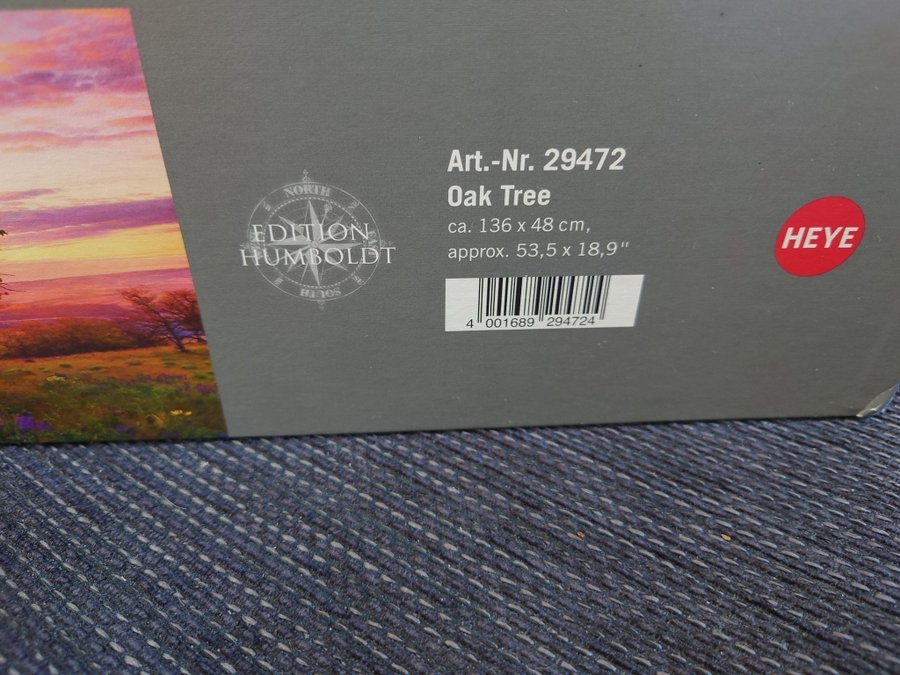 NORTH
EDITION
HUMBOLDT
SOUTH
Art.-Nr. 29472
Oak Tree
ca. 136 x 48 cm,
approx. 53,5 x 18,9"
4 001689 294724
HEYE